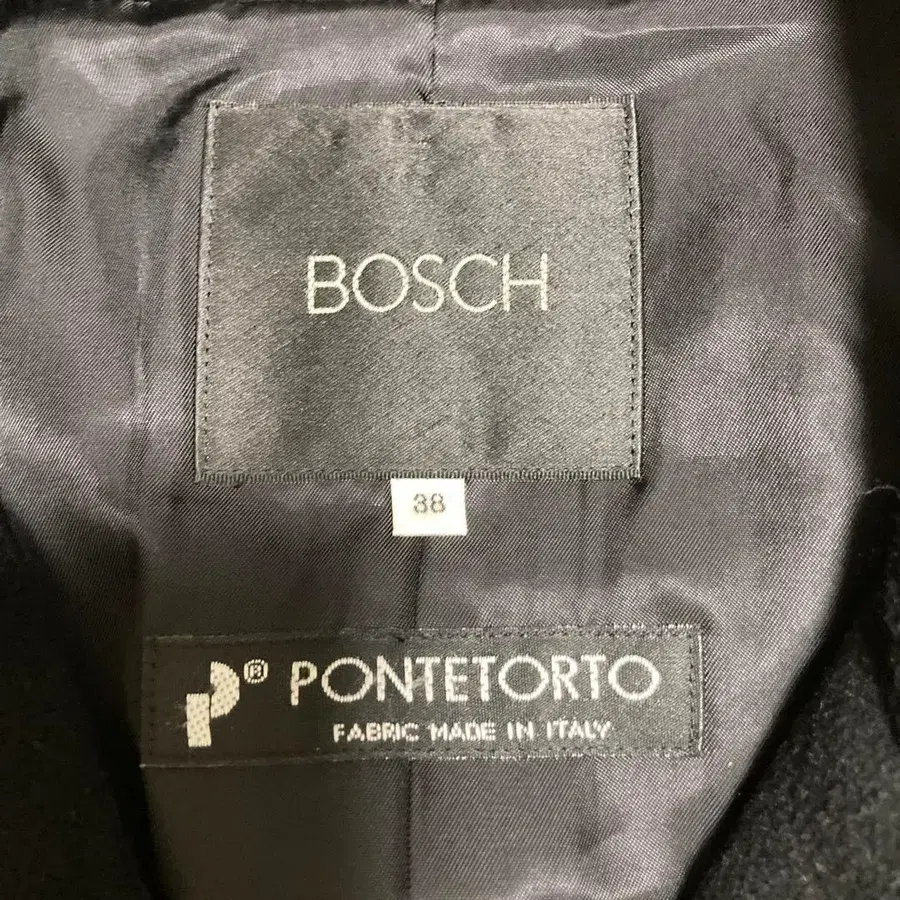 BOSCH
38
® PONTETORTO
FABRIC MADE IN ITALY